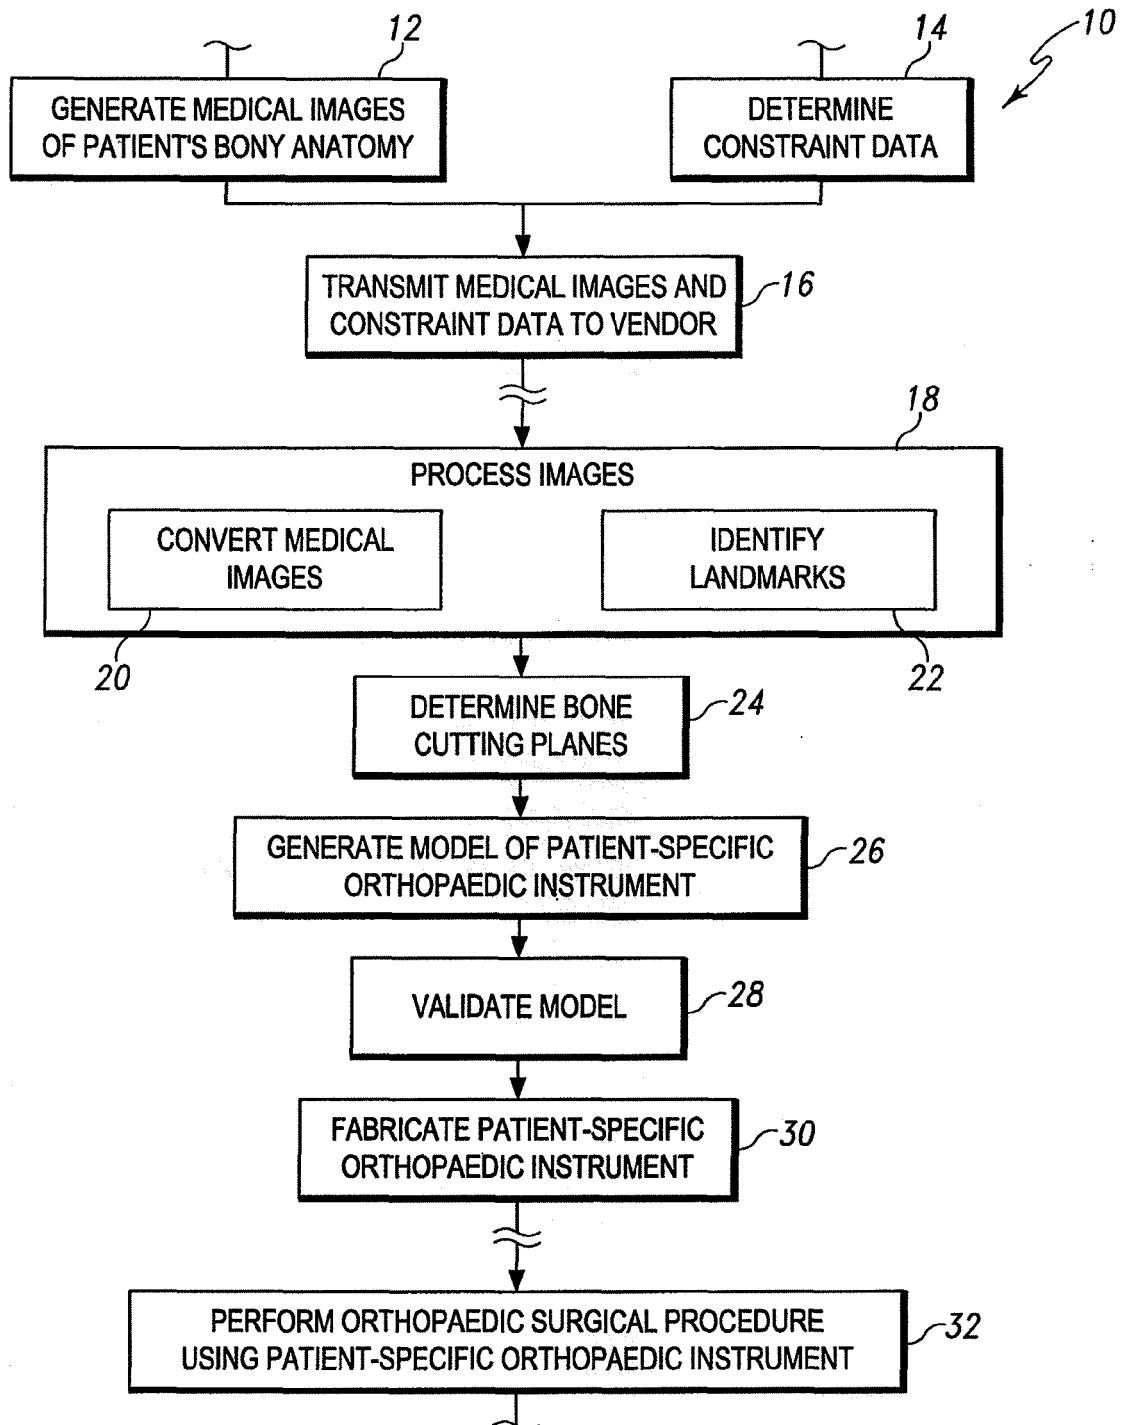 12
14
10
GENERATE MEDICAL IMAGES
OF PATIENT'S BONY ANATOMY
DETERMINE
CONSTRAINT DATA
TRANSMIT MEDICAL IMAGES AND
CONSTRAINT DATA TO VENDOR
16
18
PROCESS IMAGES
CONVERT MEDICAL
IMAGES
IDENTIFY
LANDMARKS
20
22
DETERMINE BONE
CUTTING PLANES
24
GENERATE MODEL OF PATIENT-SPECIFIC
ORTHOPAEDIC INSTRUMENT
26
VALIDATE MODEL
28
FABRICATE PATIENT-SPECIFIC
ORTHOPAEDIC INSTRUMENT
30
PERFORM ORTHOPAEDIC SURGICAL PROCEDURE
USING PATIENT-SPECIFIC ORTHOPAEDIC INSTRUMENT
32